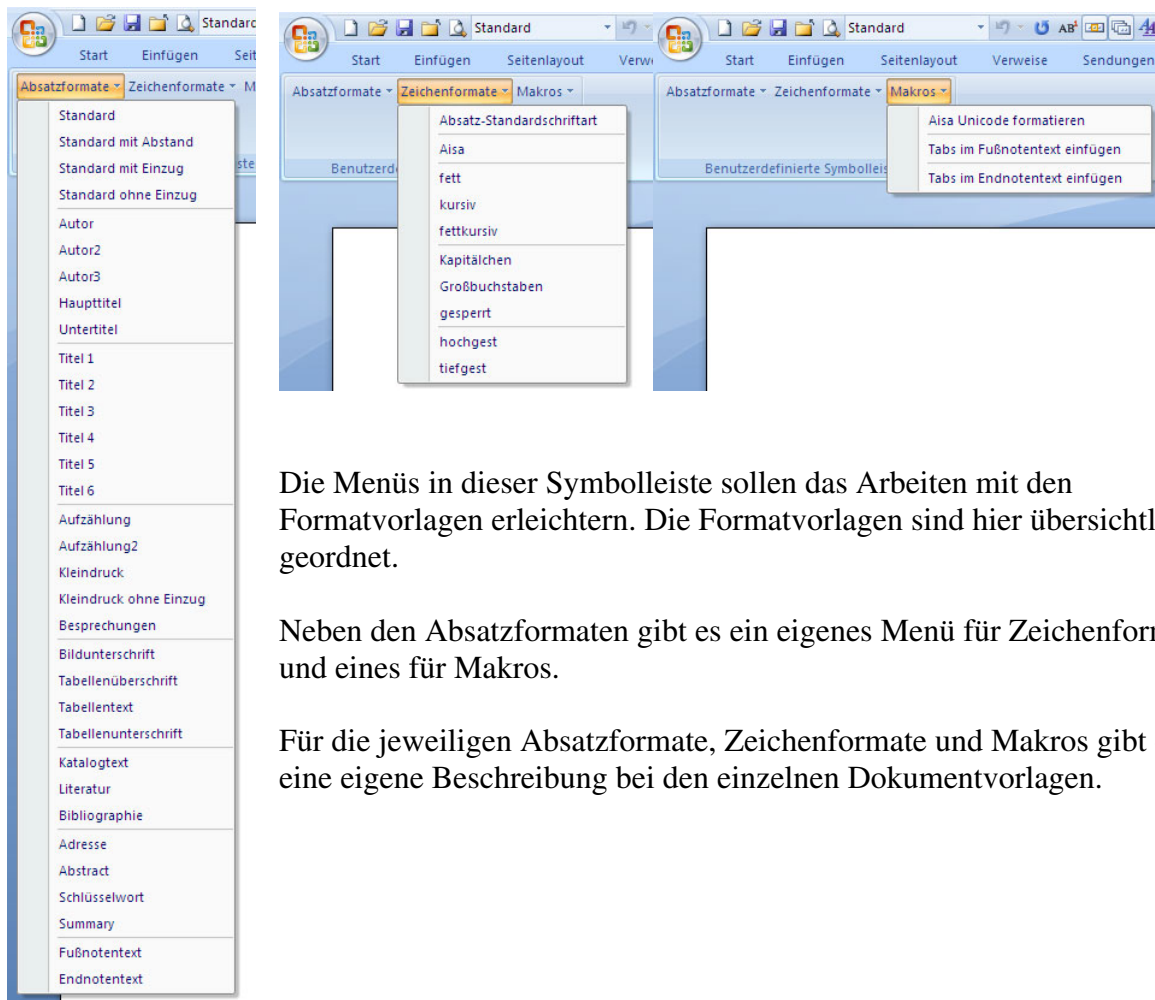 Standard
Start Einfügen
Absatzformate Zeichenformate
Standard
Standard mit Abstand
Standard mit Einzug
Standard ohne Einzug
Autor
Autor2
Autor3
Haupttitel
Untertitel
Titel 1
Titel 2
Titel 3
Titel 4
Titel 5
Titel 6
Aufzählung
Aufzählung2
Kleindruck
Kleindruck ohne Einzug
Besprechungen
Bildunterschrift
Tabellenüberschrift
Tabellentext
Tabellenunterschrift
Katalogtext
Literatur
Bibliographie
Adresse
Abstract
Schlüsselwort
Summary
Fußnotentext
Endnotentext
Standard
Start Einfügen Seitenlayout
Absatzformate Zeichenformate Makros
Absatz-Standardschriftart
Aisa
fett
kursiv
fettkursiv
Kapitälchen
Großbuchstaben
gesperrt
hochgest
tiefgest
Standard AB¹
Start Einfügen Seitenlayout Verweise Sendungen
Absatzformate Zeichenformate Makros
Aisa Unicode formatieren
Tabs im Fußnotentext einfügen
Tabs im Endnotentext einfügen
Benutzerdefinierte
Die Menüs in dieser Symbolleiste sollen das Arbeiten mit den
Formatvorlagen erleichtern. Die Formatvorlagen sind hier
geordnet.
Neben den Absatzformaten gibt es ein eigenes Menü für
und eines für Makros.
Für die jeweiligen Absatzformate, Zeichenformate und Makros gibt
eine eigene Beschreibung bei den einzelnen Dokumentvorlagen.